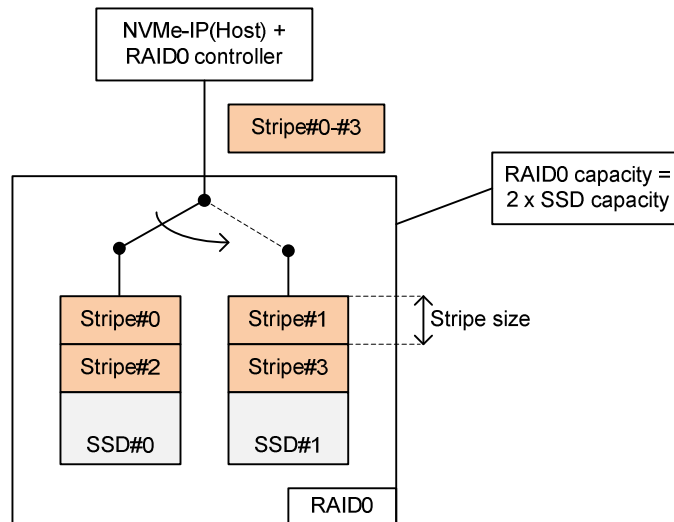 NVMe-IP(Host) +
RAID0 controller
Stripe#0-#3
RAID0 capacity =
2 x SSD capacity
Stripe#0
Stripe#1
Stripe size
Stripe#2
Stripe#3
SSD#0
SSD#1
RAID0